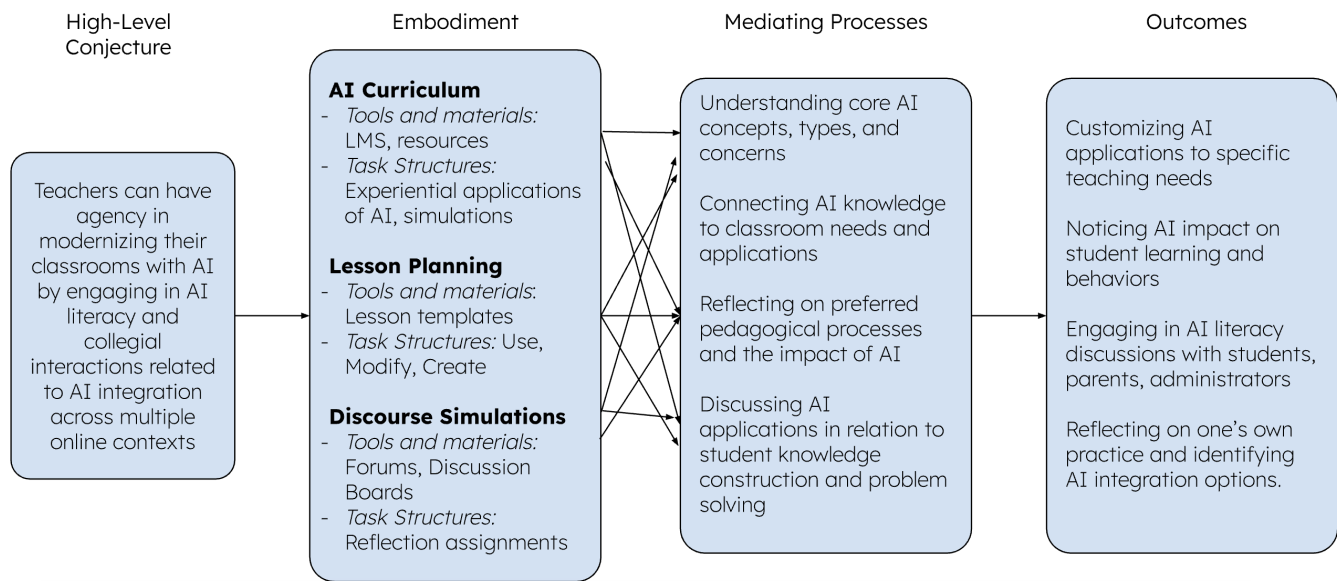 High-Level
Conjecture
Embodiment
Mediating Processes
Outcomes
Teachers can have
agency in
modernizing their
classrooms with AI
by engaging in AI
literacy and
collegial
interactions related
to AI integration
across multiple
online contexts
AI Curriculum
- Tools and materials:
LMS, resources
- Task Structures:
Experiential applications
of AI, simulations
Lesson Planning
- Tools and materials:
Lesson templates
- Task Structures: Use,
Modify, Create
Discourse Simulations
- Tools and materials:
Forums, Discussion
Boards
- Task Structures:
Reflection assignments
Understanding core AI
concepts, types, and
concerns
Connecting AI knowledge
to classroom needs and
applications
Reflecting on preferred
pedagogical processes
and the impact of AI
Discussing AI
applications in relation to
student knowledge
construction and problem
solving
Customizing AI
applications to specific
teaching needs
Noticing AI impact on
student learning and
behaviors
Engaging in AI literacy
discussions with students,
parents, administrators
Reflecting on one's own
practice and identifying
AI integration options.